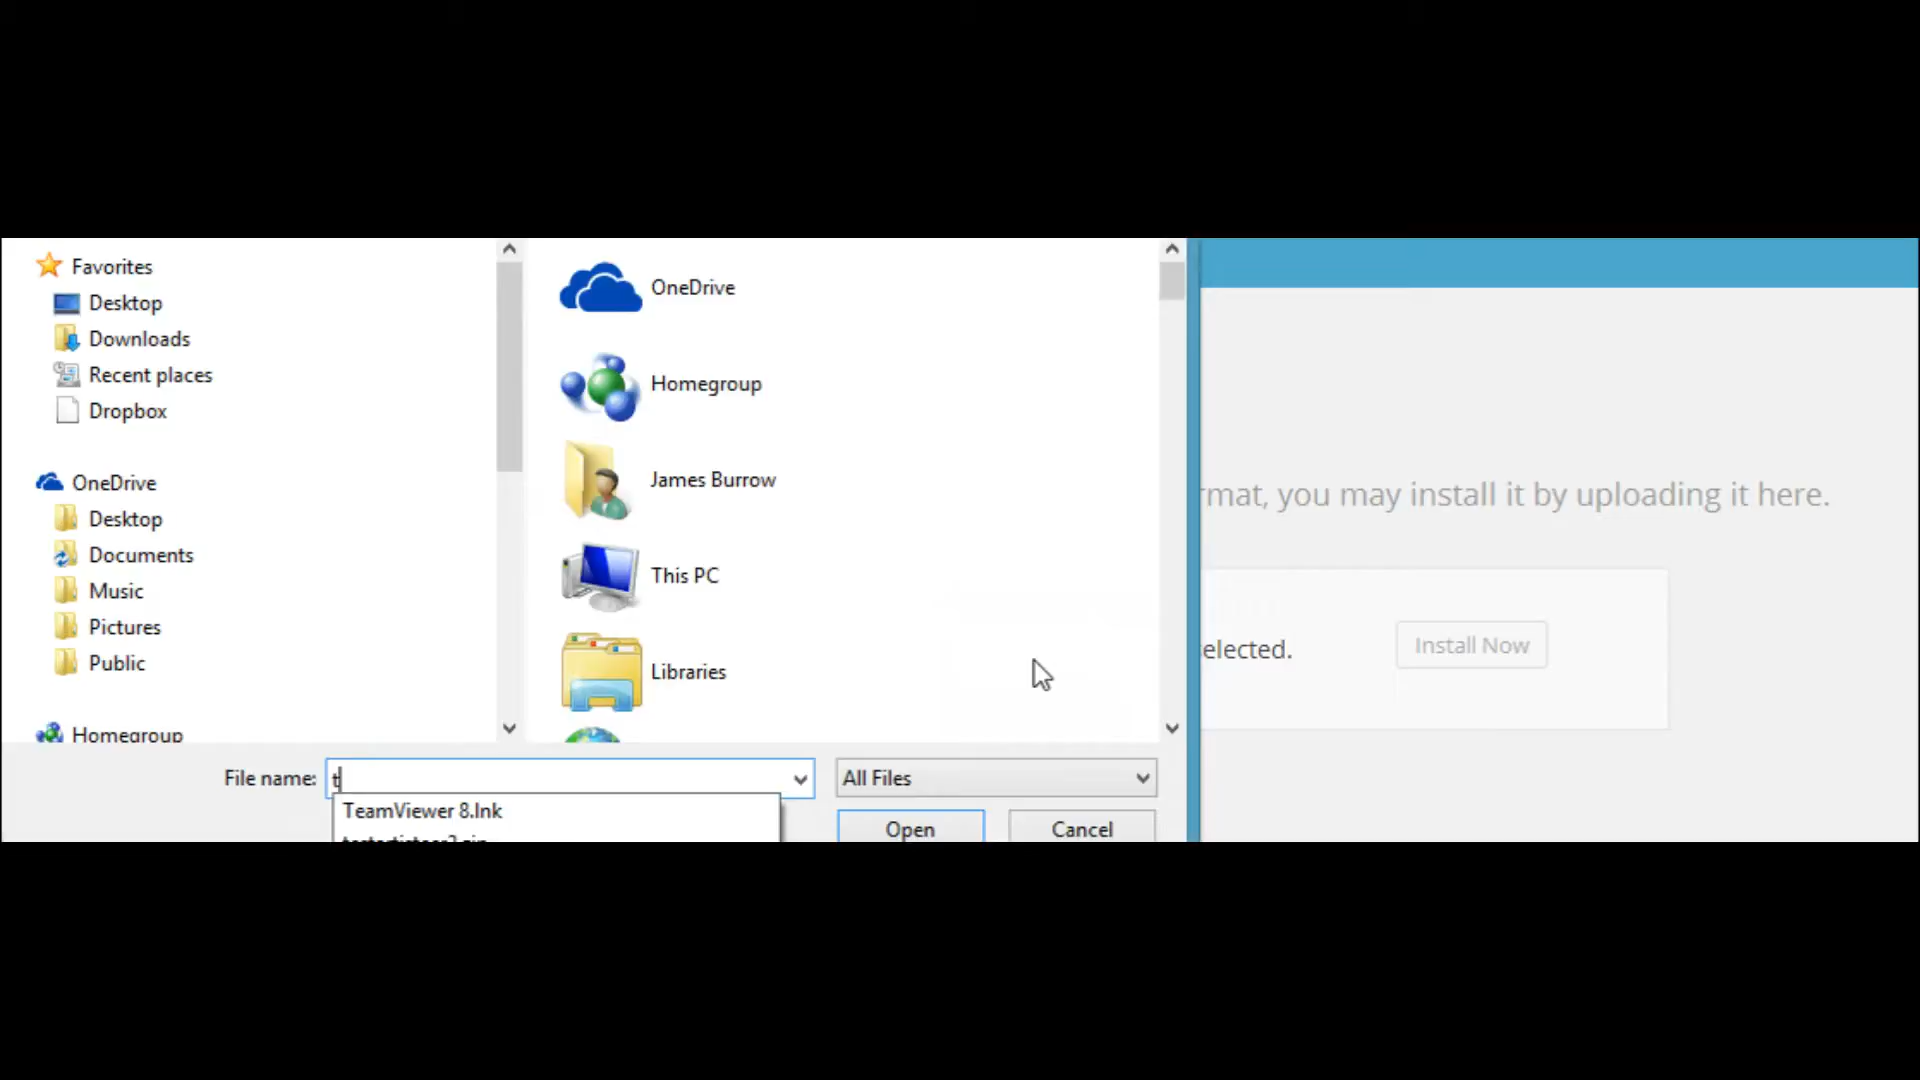 Favorites
Desktop
Downloads
Recent places
Dropbox
OneDrive
Desktop
Documents
Music
Pictures
Public
Homegroup
OneDrive
Homegroup
James Burrow
This PC
Libraries
File name: t
All Files
TeamViewer 8.lnk
Open
Cancel
rmat, you may install it by uploading it here.
elected.
Install Now